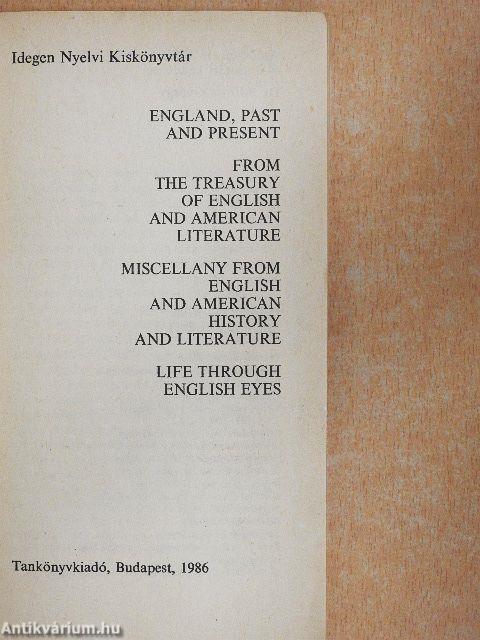 Idegen Nyelvi Kiskönyvtár
ENGLAND, PAST
AND PRESENT
FROM
THE TREASURY
OF ENGLISH
AND AMERICAN
LITERATURE
MISCELLANY FROM
ENGLISH
AND AMERICAN
HISTORY
AND LITERATURE
LIFE THROUGH
ENGLISH EYES
Tankönyvkiadó, Budapest, 1986
Antikvárium.hu